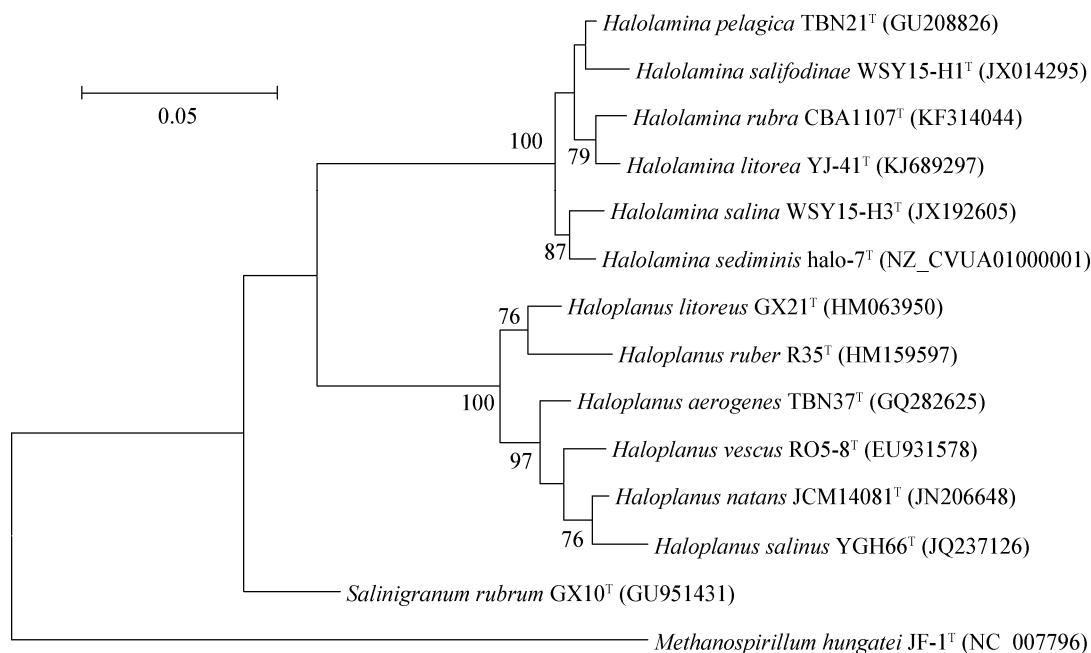 Halolamina pelagica TBN21ᵀ (GU208826)
Halolamina salifodinae WSY15-H1ᵀ (JX014295)
0.05
Halolamina rubra CBA1107ᵀ (KF314044)
100
79
Halolamina litorea YJ-41ᵀ (KJ689297)
Halolamina salina WSY15-H3ᵀ (JX192605)
87
Halolamina sediminis halo-7ᵀ (NZ_CVUA01000001)
Haloplanus litoreus GX21ᵀ (HM063950)
76
Haloplanus ruber R35ᵀ (HM159597)
100
Haloplanus aerogenes TBN37ᵀ (GQ282625)
Haloplanus vescus RO5-8ᵀ (EU931578)
97
Haloplanus natans JCM14081ᵀ (JN206648)
76
Haloplanus salinus YGH66ᵀ (JQ237126)
Salinigranum rubrum GX10ᵀ (GU951431)
Methanospirillum hungatei JF-1ᵀ (NC 007796)